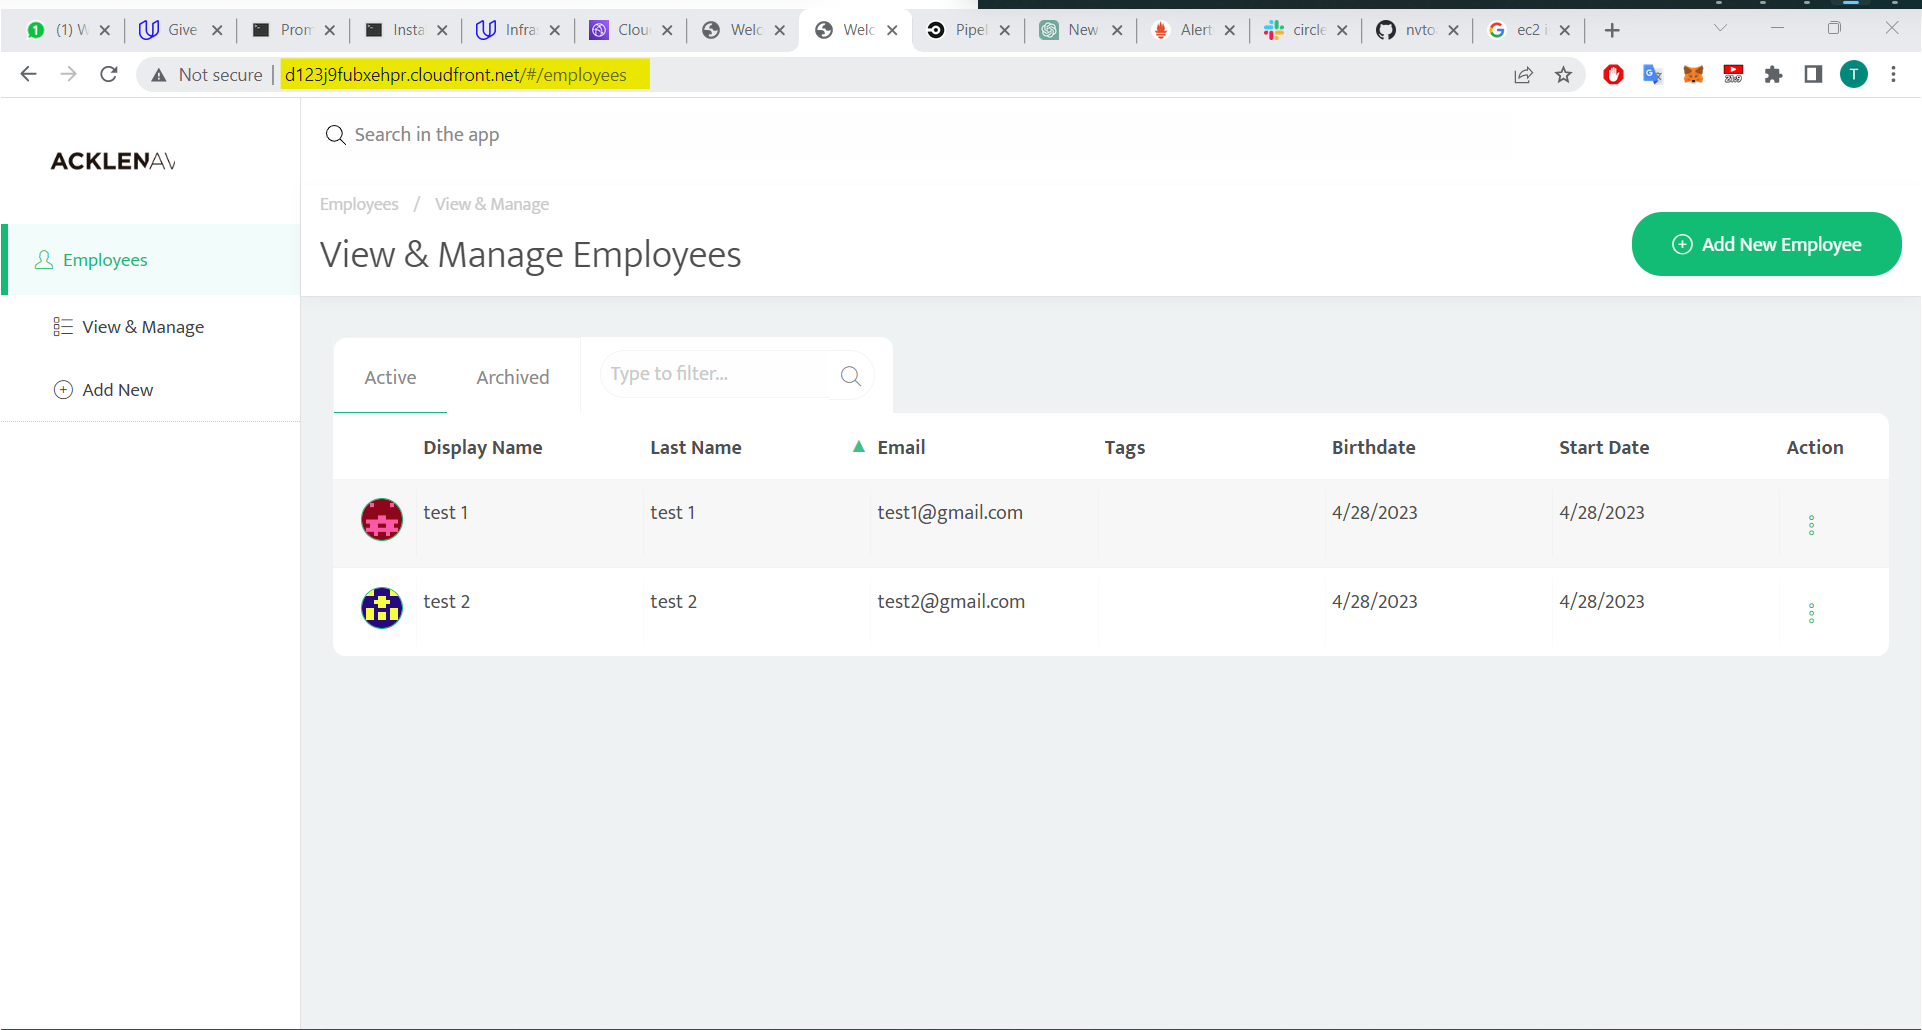 (1) W Give Prom Insta Infra Clou Welc Welc Pipel New Alert circle nvto ec2 i
Not secure d123j9fubxehpr.cloudfront.net/#/employees T
ACKLENAV
Search in the app
Employees / View & Manage
View & Manage Employees
Add New Employee
Employees
View & Manage
Add New
Active Archived Type to filter...
Display Name Last Name Email Tags Birthdate Start Date Action
test 1 test 1 test1@gmail.com 4/28/2023 4/28/2023
test 2 test 2 test2@gmail.com 4/28/2023 4/28/2023